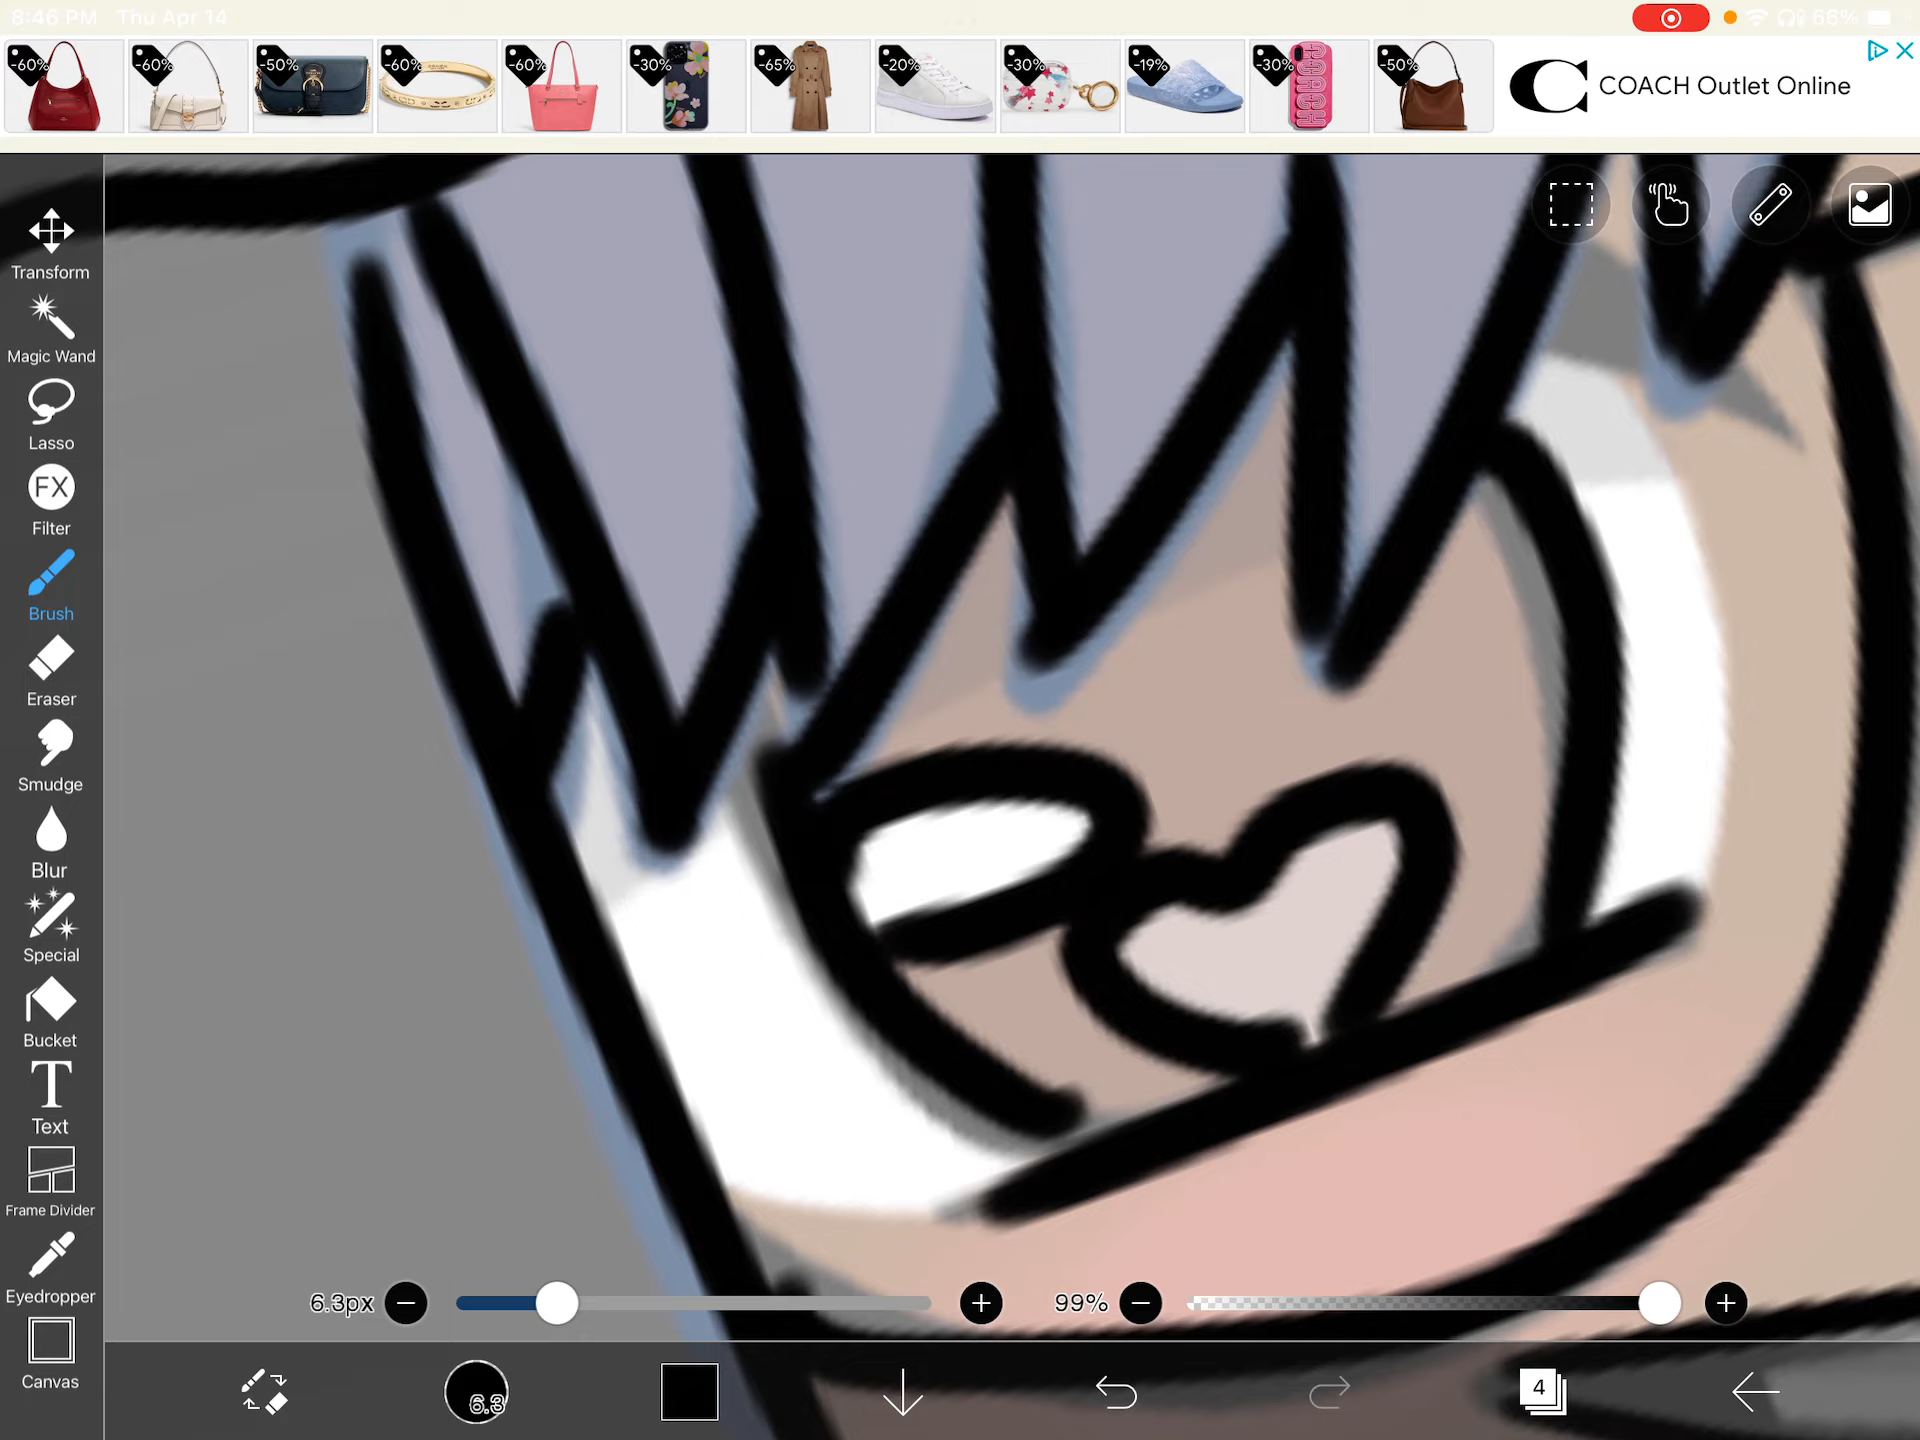 8:46 PM Thu Apr 14
66%
-60% -60% -50% -60% -60% -30% -65% -20% -30% -19% -30% -50%
COACH Outlet Online
Transform
Magic Wand
Lasso
FX
Filter
Brush
Eraser
Smudge
Blur
Special
Bucket
T
Text
Frame Divider
Eyedropper
Canvas
6.3px
99%
6.3
4